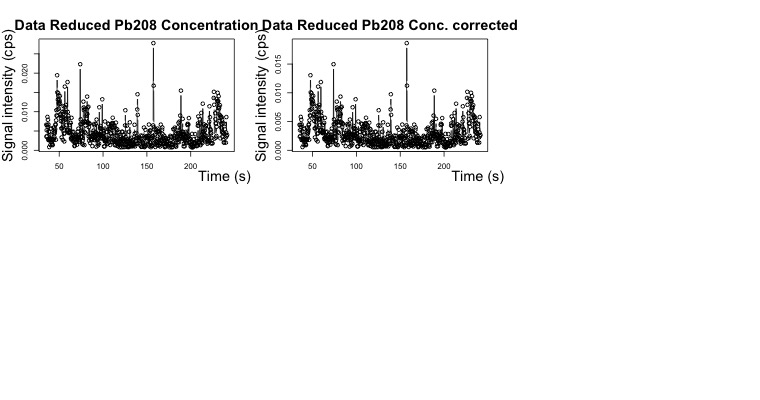 Data Reduced Pb208 Concentration
Signal intensity (cps)
0.000 0.010 0.020
50 100 150 200
Time (s)
Data Reduced Pb208 Conc. corrected
Signal intensity (cps)
0.000 0.005 0.010 0.015
50 100 150 200
Time (s)